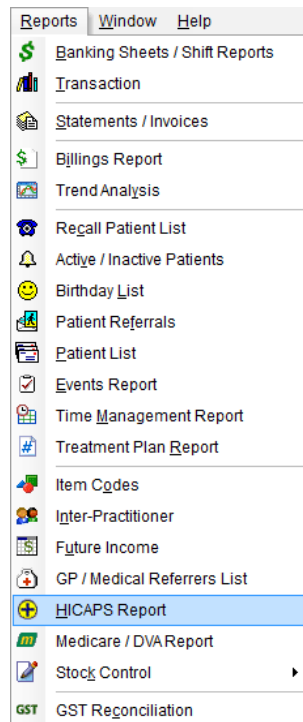 Reports Window Help
Banking Sheets / Shift Reports
Transaction
Statements / Invoices
Billings Report
Trend Analysis
Recall Patient List
Active / Inactive Patients
Birthday List
Patient Referrals
Patient List
Events Report
Time Management Report
Treatment Plan Report
Item Codes
Inter-Practitioner
Future Income
GP / Medical Referrers List
HICAPS Report
Medicare / DVA Report
Stock Control
GST GST Reconciliation